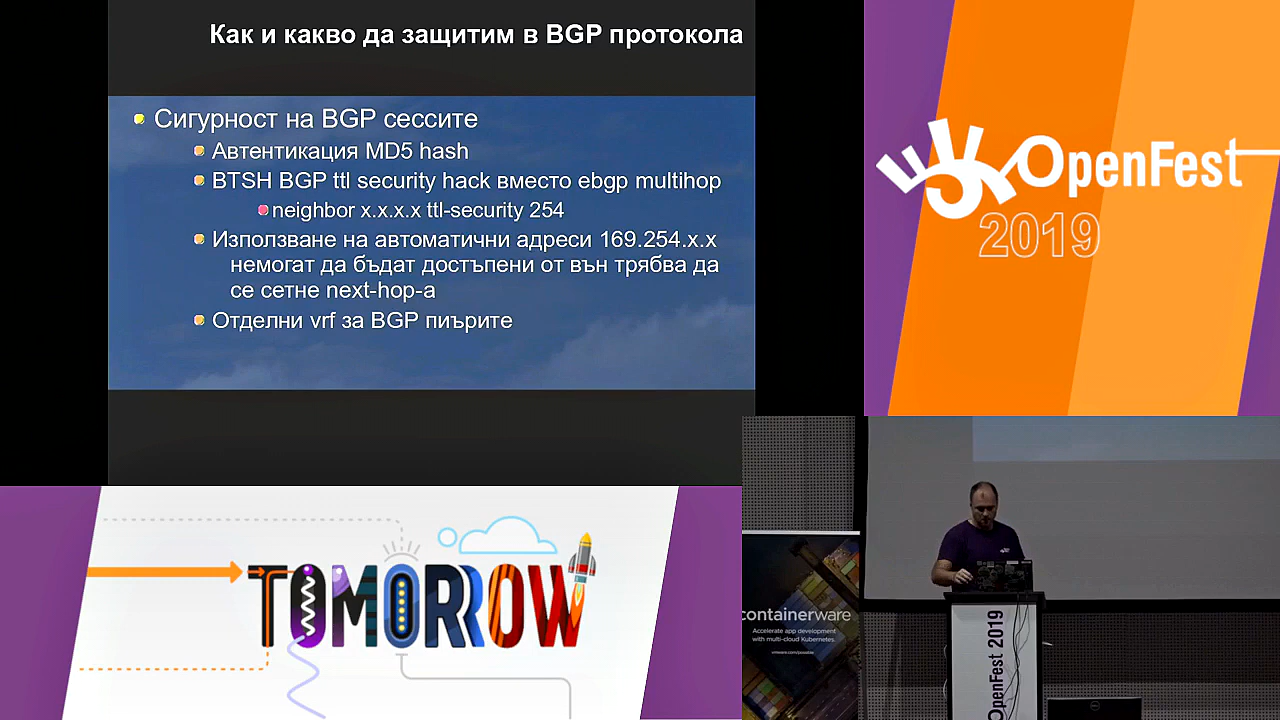 Как и какво да защитим в BGP протокола
Сигурност на BGP сессите
Автентикация MD5 hash
BTSH BGP ttl security hack вместо ebgp multihop
neighbor x.x.x.x ttl-security 254
Използване на автоматични адреси 169.254.x.x
немогат да бъдат достъпени от вън трябва да
се сетне next-hop-а
Отделни vrf за BGP пиърите
OpenFest
2019
TOMORROW
containerware
Accelerate app development
with multi-cloud Kubernetes.
OpenFest 2019